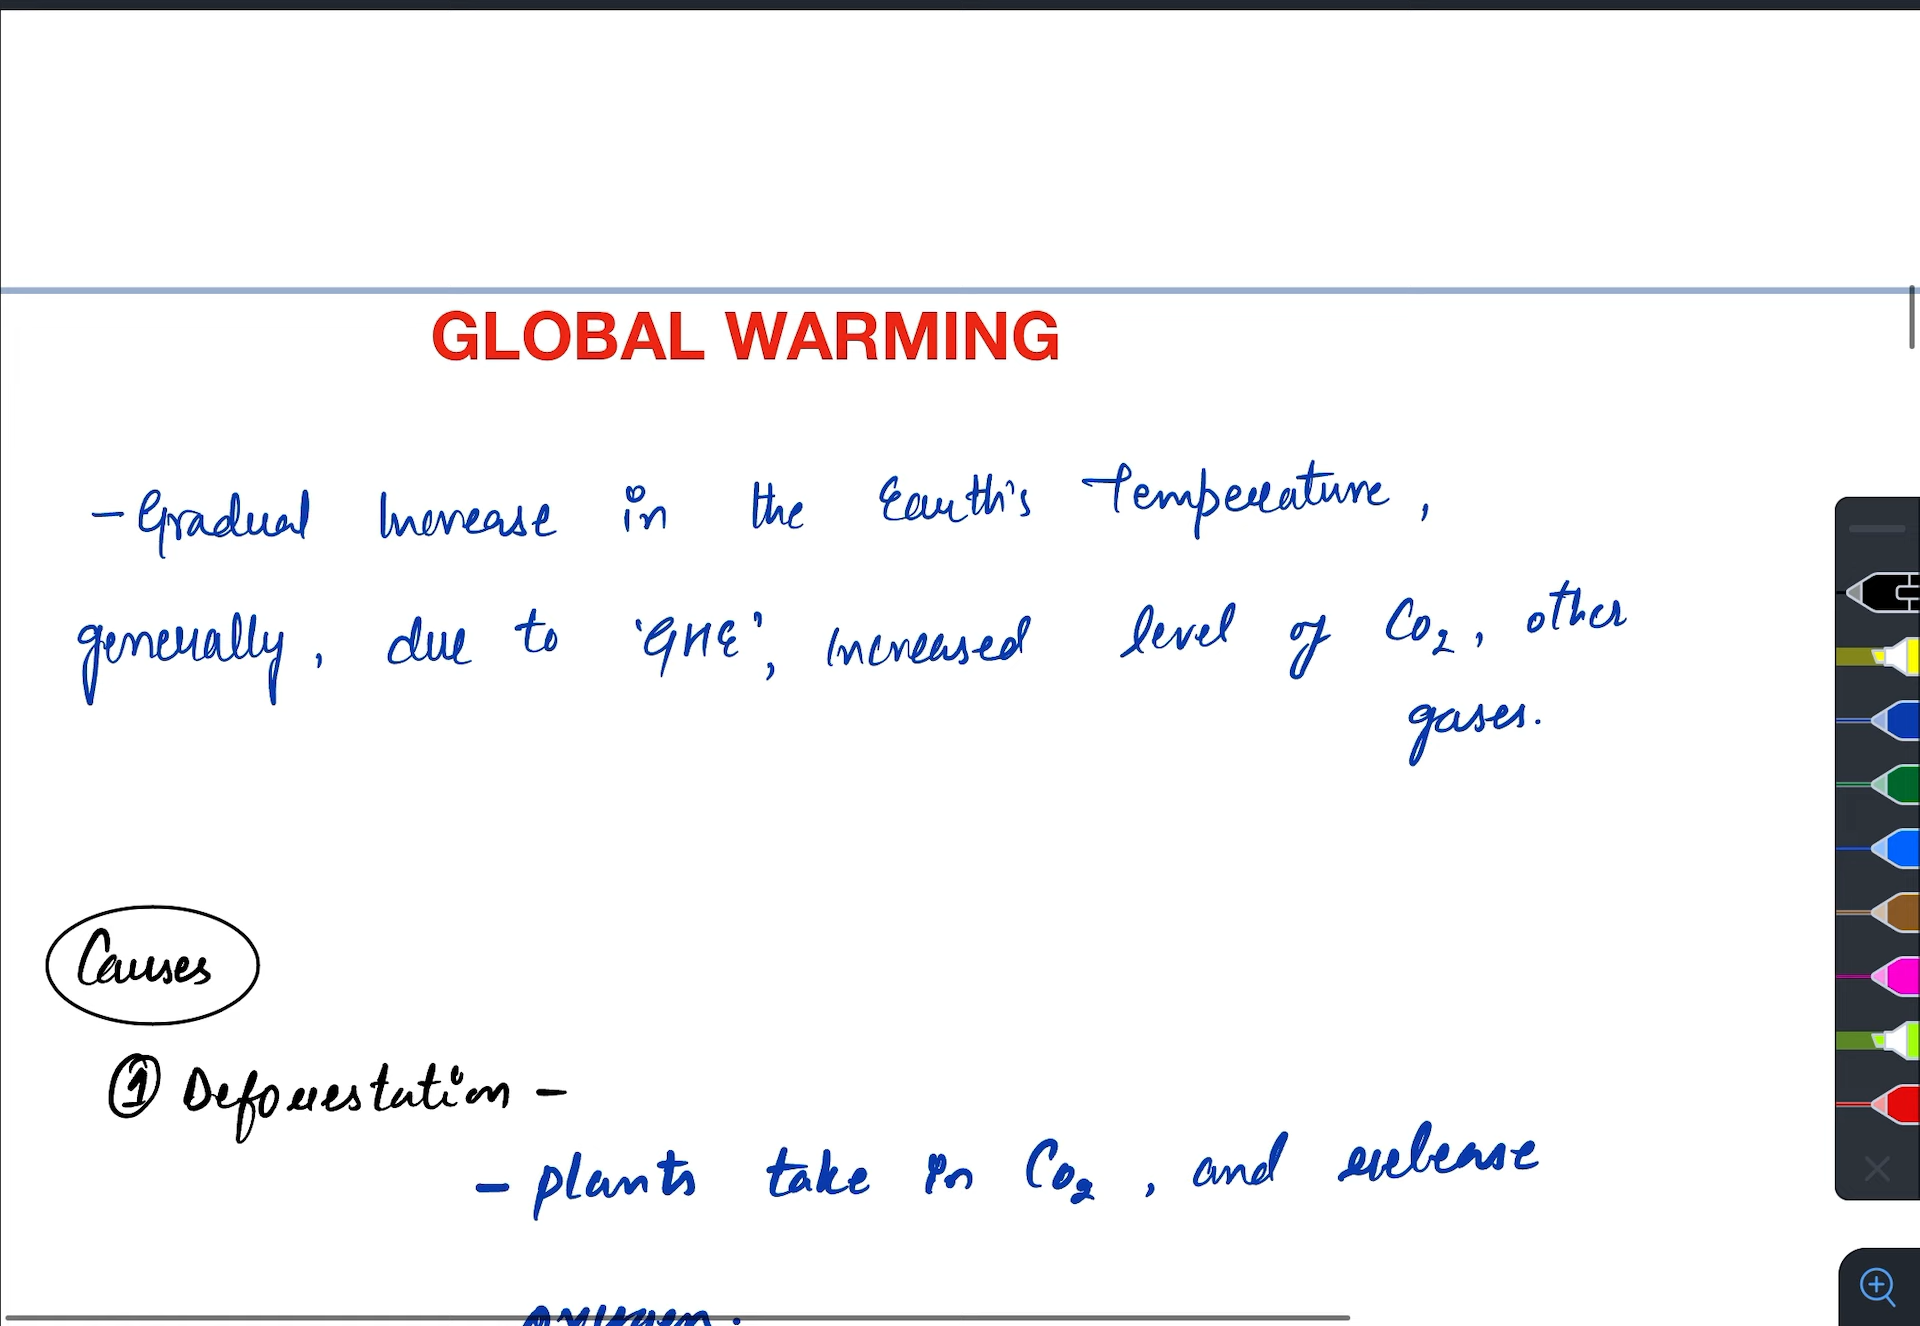 GLOBAL WARMING
- Gradual Increase in the Earth's Temperature,
generally, due to 'GHE', Increased level of CO2, other
gases.
Causes
① Deforestation -
- plants take in CO2, and release
oxygen.